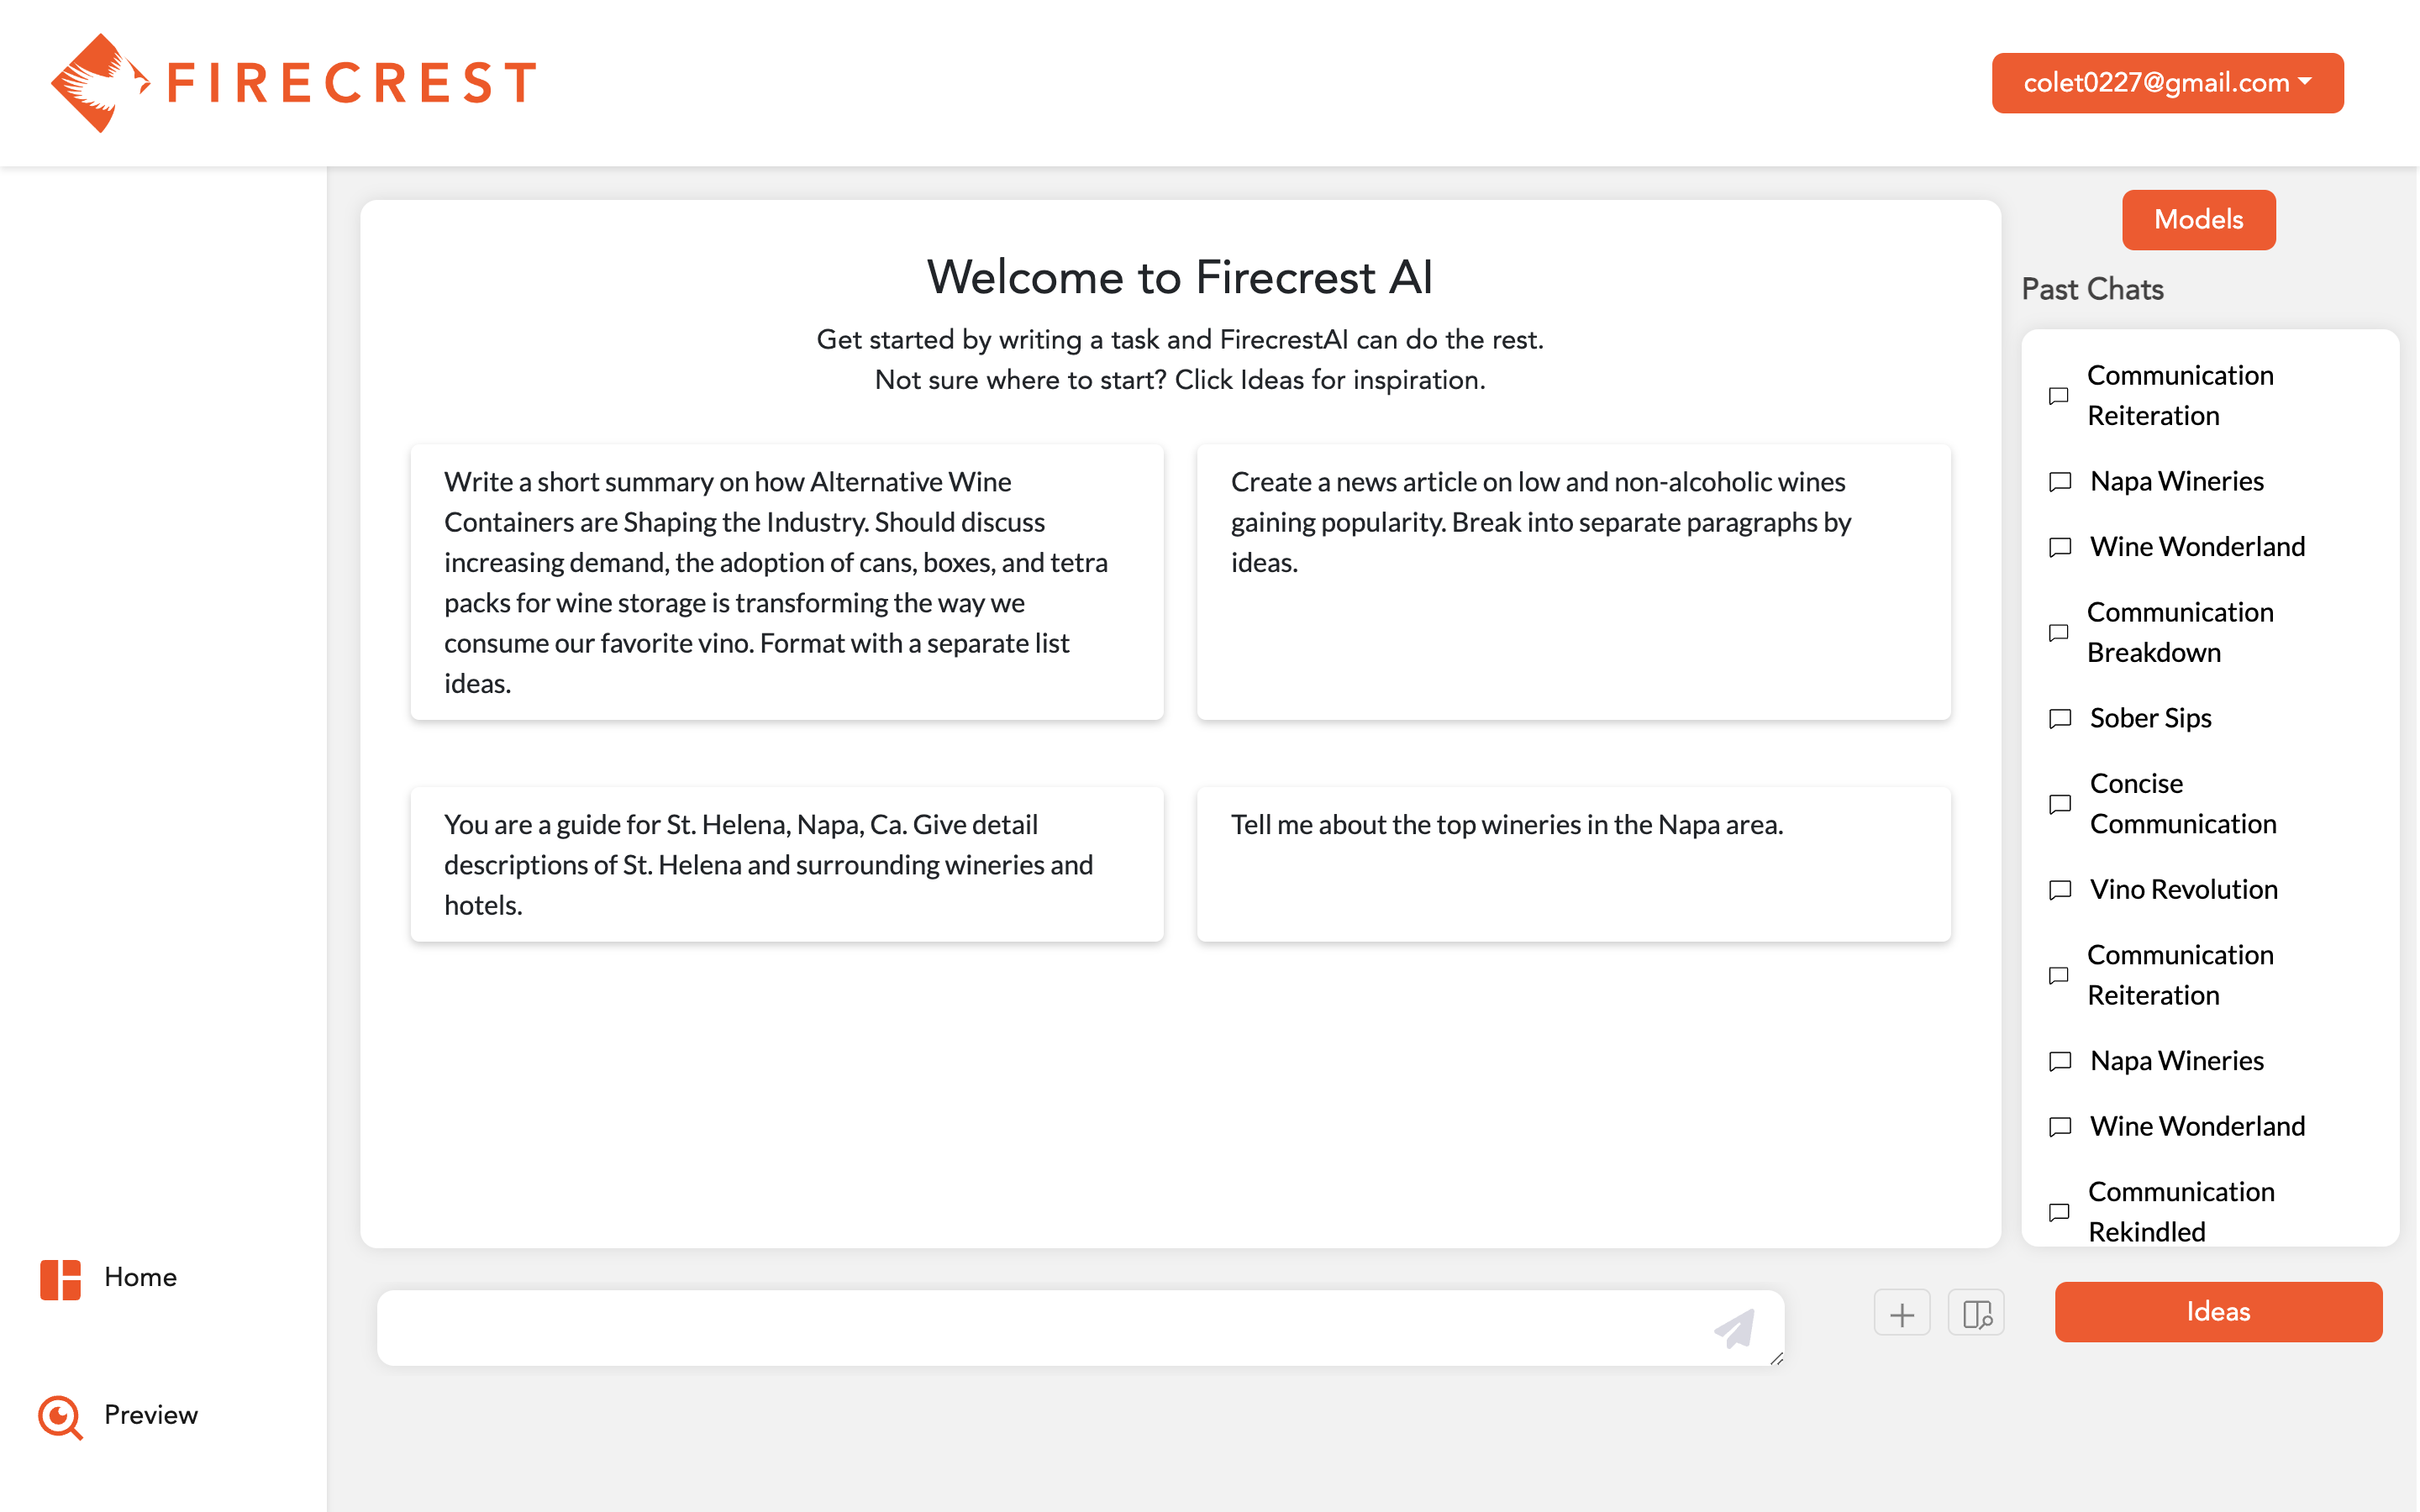 FIRECREST
colet0227@gmail.com
Models
Past Chats
Welcome to Firecrest AI
Get started by writing a task and FirecrestAI can do the rest.
Not sure where to start? Click Ideas for inspiration.
Write a short summary on how Alternative Wine
Containers are Shaping the Industry. Should discuss
increasing demand, the adoption of cans, boxes, and tetra
packs for wine storage is transforming the way we
consume our favorite vino. Format with a separate list
ideas.
Create a news article on low and non-alcoholic wines
gaining popularity. Break into separate paragraphs by
ideas.
You are a guide for St. Helena, Napa, Ca. Give detail
descriptions of St. Helena and surrounding wineries and
hotels.
Tell me about the top wineries in the Napa area.
Communication
Reiteration
Napa Wineries
Wine Wonderland
Communication
Breakdown
Sober Sips
Concise
Communication
Vino Revolution
Communication
Reiteration
Napa Wineries
Wine Wonderland
Communication
Rekindled
Home
Preview
Ideas